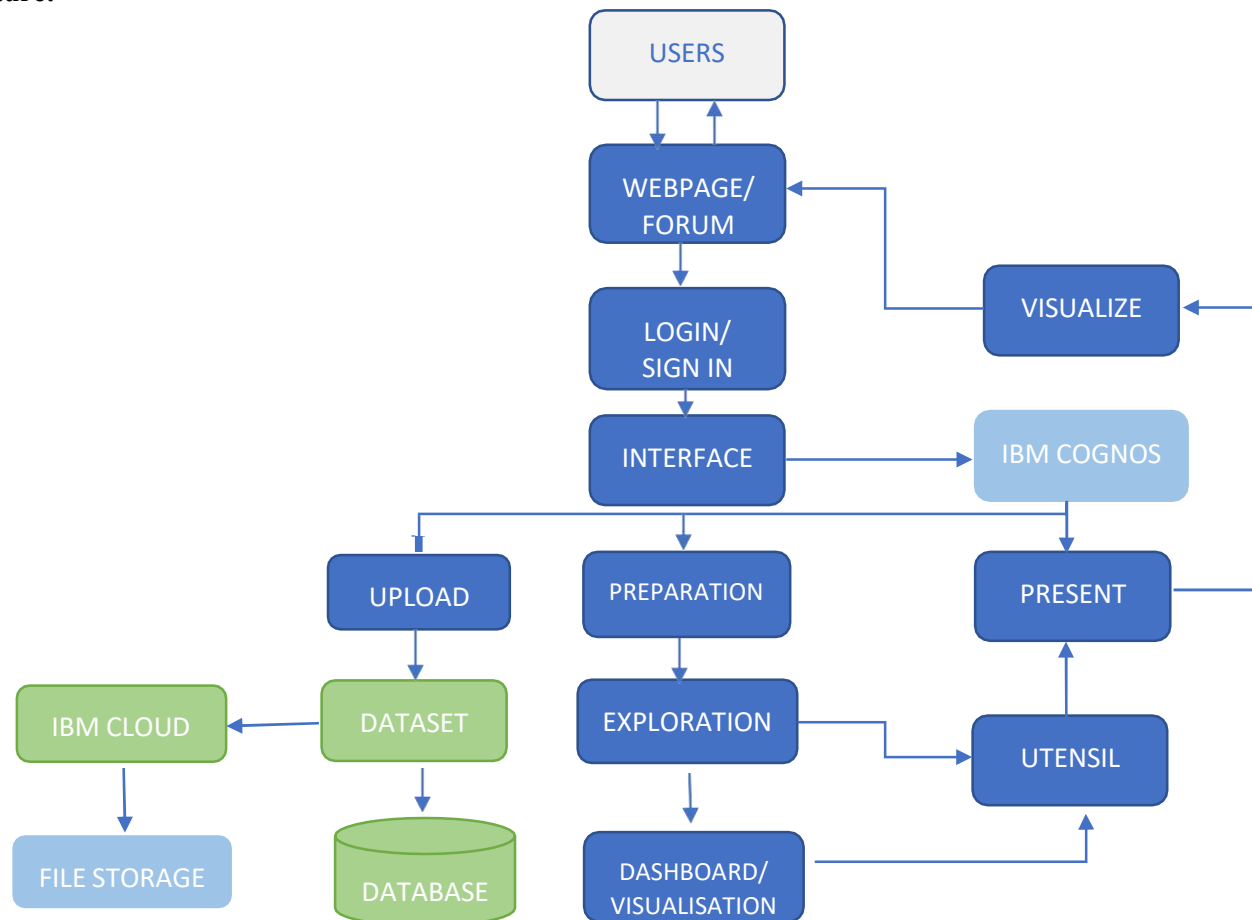 USERS
WEBPAGE/
FORUM
VISUALIZE
LOGIN/
SIGN IN
INTERFACE
IBM COGNOS
UPLOAD
PREPARATION
PRESENT
IBM CLOUD
DATASET
EXPLORATION
UTENSIL
FILE STORAGE
DATABASE
DASHBOARD/
VISUALISATION